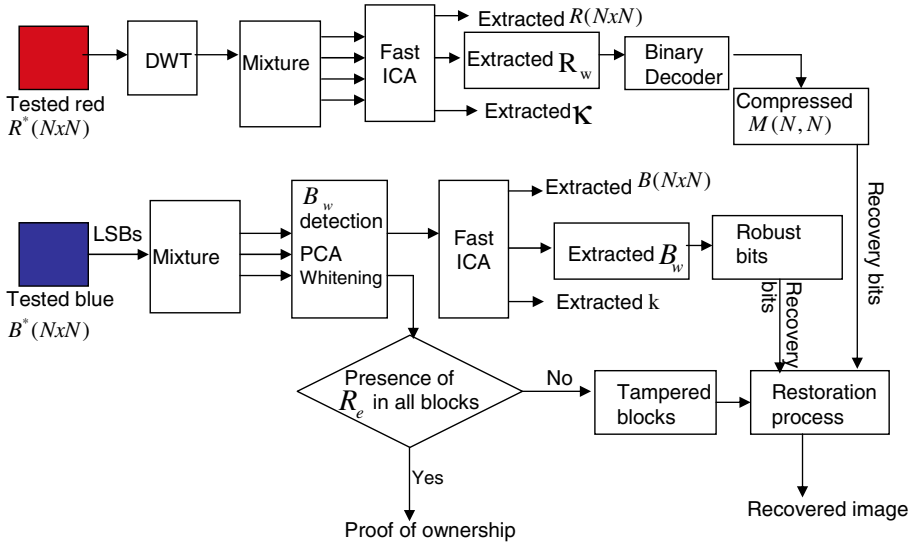 Tested red
R*(NxN)
DWT
Mixture
Fast
ICA
Extracted R(NxN)
Extracted R_w
Extracted K
Binary
Decoder
Compressed
M(N, N)
Recovery bits
LSBs
Tested blue
B*(NxN)
Mixture
B_w
detection
PCA
Whitening
Fast
ICA
Extracted B(NxN)
Extracted B_w
Extracted k
Robust
bits
Recovery
bits
Presence of
R_e in all blocks
No
Tampered
blocks
Restoration
process
Yes
Proof of ownership
Recovered image